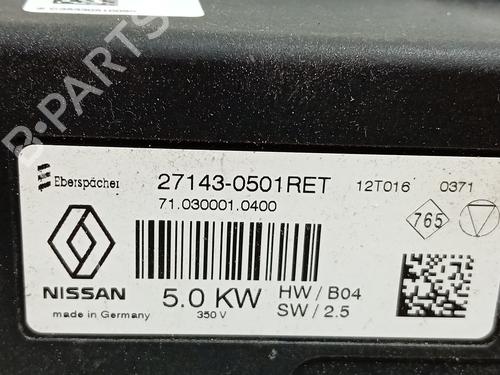 B-PARTS
Eberspächer
27143-0501RET
12T016 0371
71.030001.0400
765
NISSAN
5.0 KW
HW / B04
made in Germany
350 V
SW / 2.5